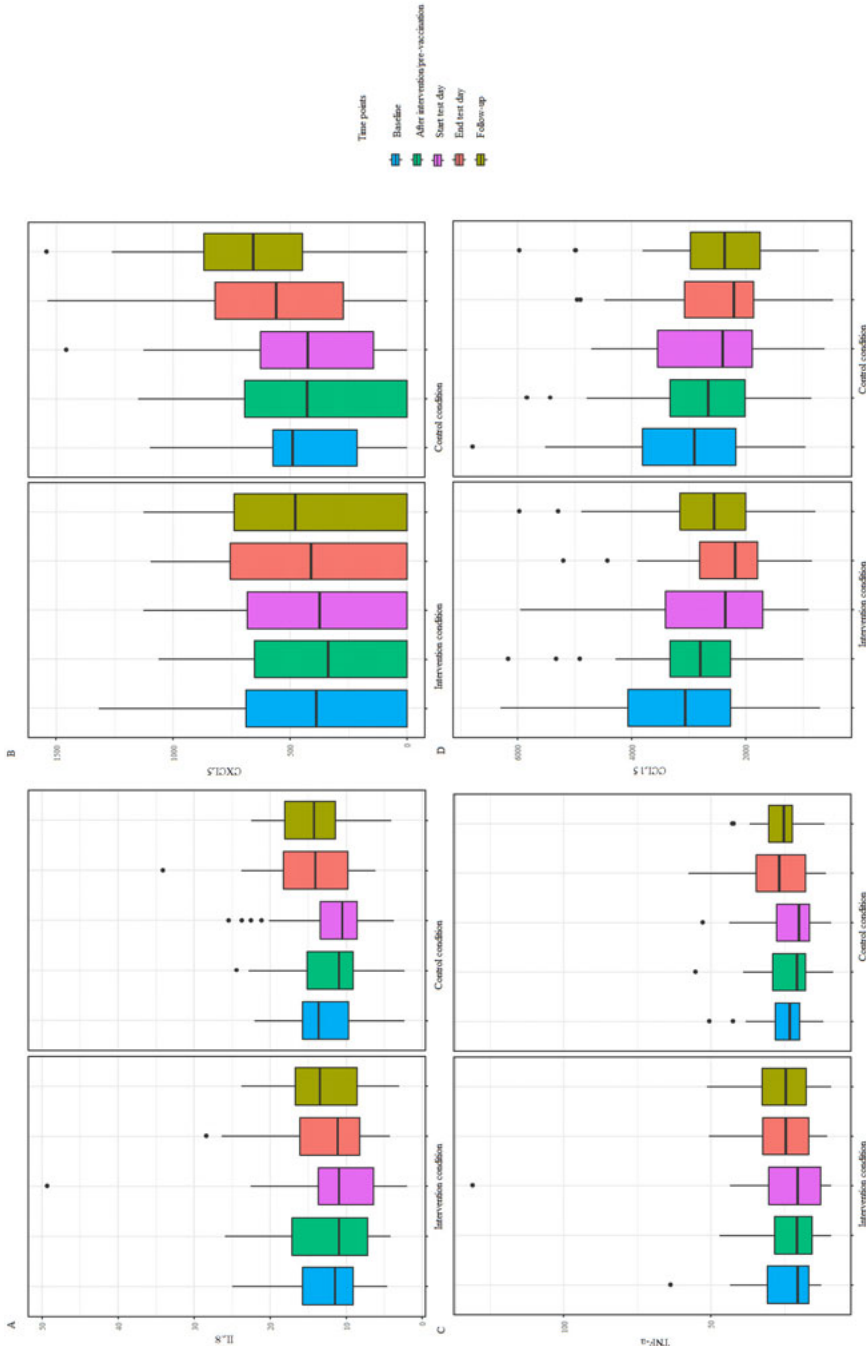 A
IL.8
50
40
30
20
10
0
Intervention condition
Control condition
B
CXCL5
1500
1000
500
0
Intervention condition
Control condition
C
TNF-a
100
50
Intervention condition
Control condition
D
CCL15
6000
4000
2000
Intervention condition
Control condition
Time points
Baseline
After intervention/pre-vaccination
Start test day
End test day
Follow-up